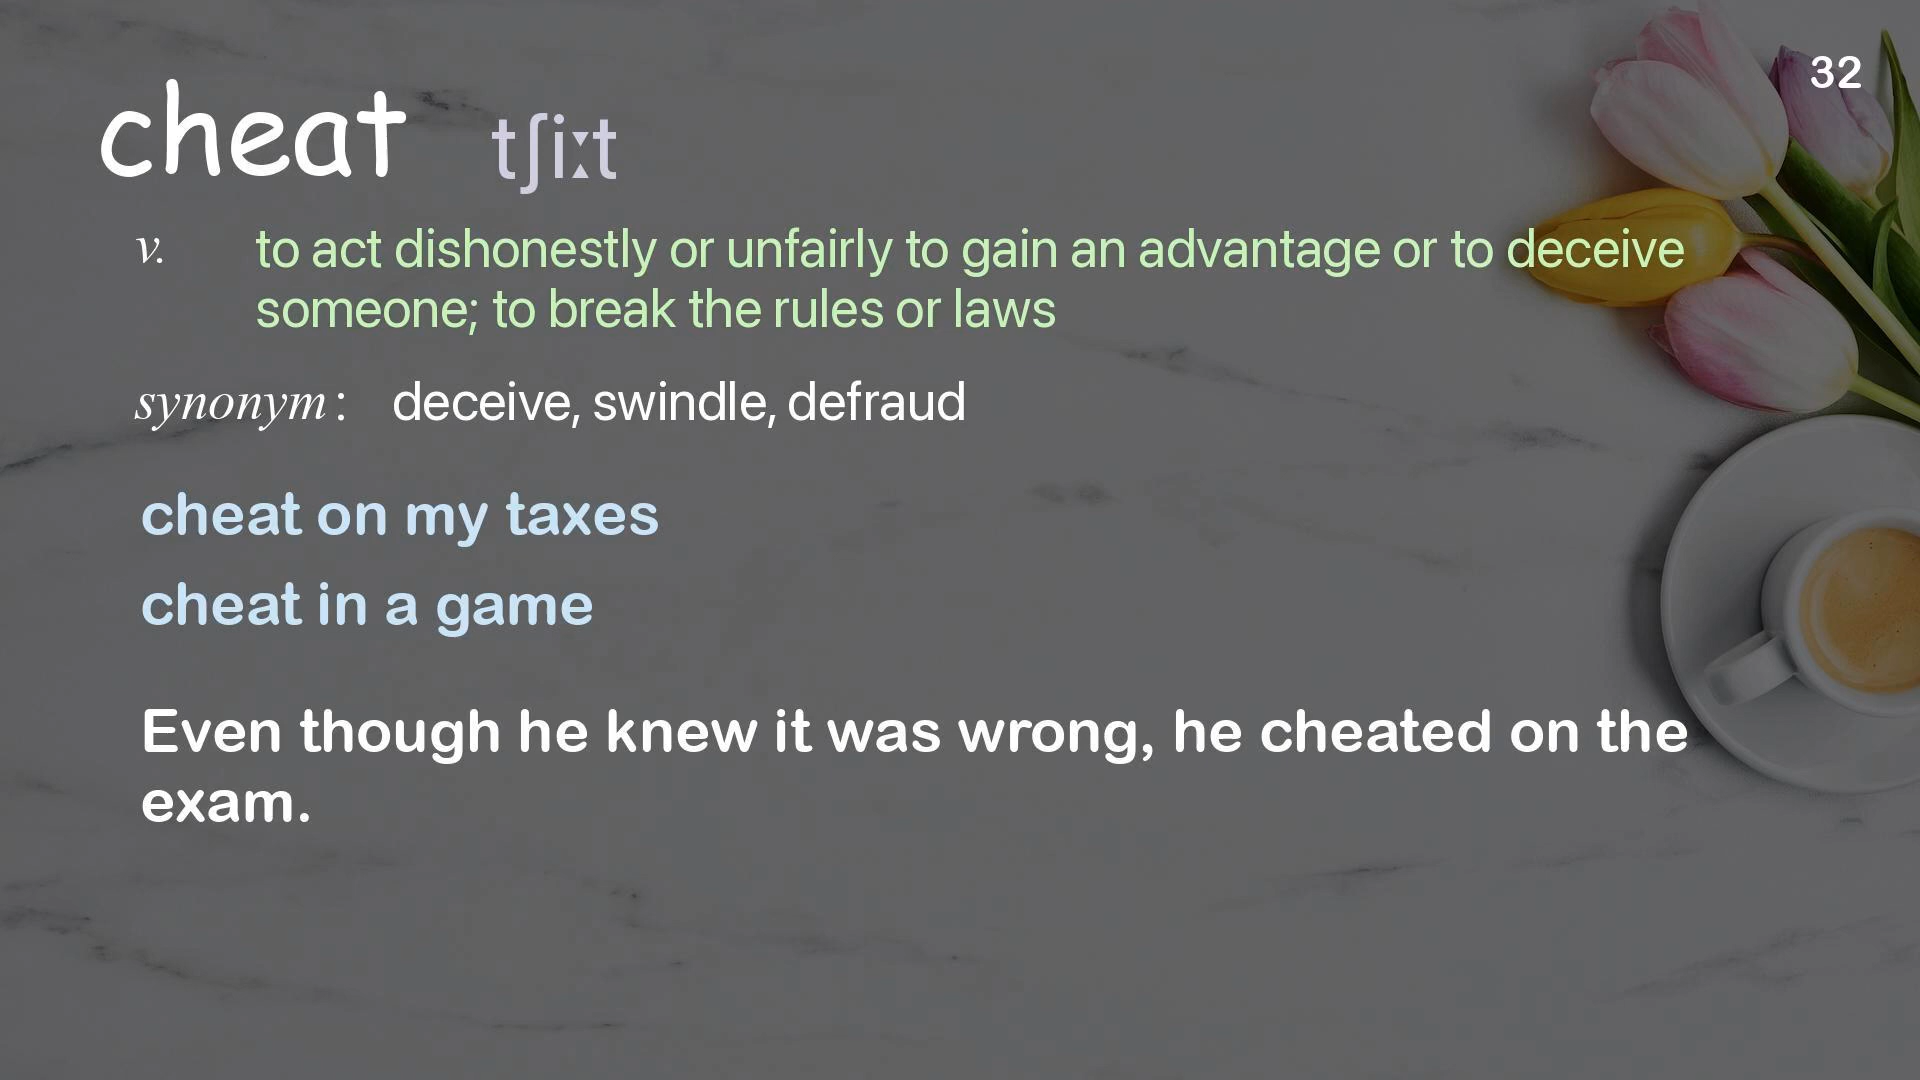 32
cheat tʃiːt
v. to act dishonestly or unfairly to gain an advantage or to deceive
someone; to break the rules or laws
synonym: deceive, swindle, defraud
cheat on my taxes
cheat in a game
Even though he knew it was wrong, he cheated on the
exam.